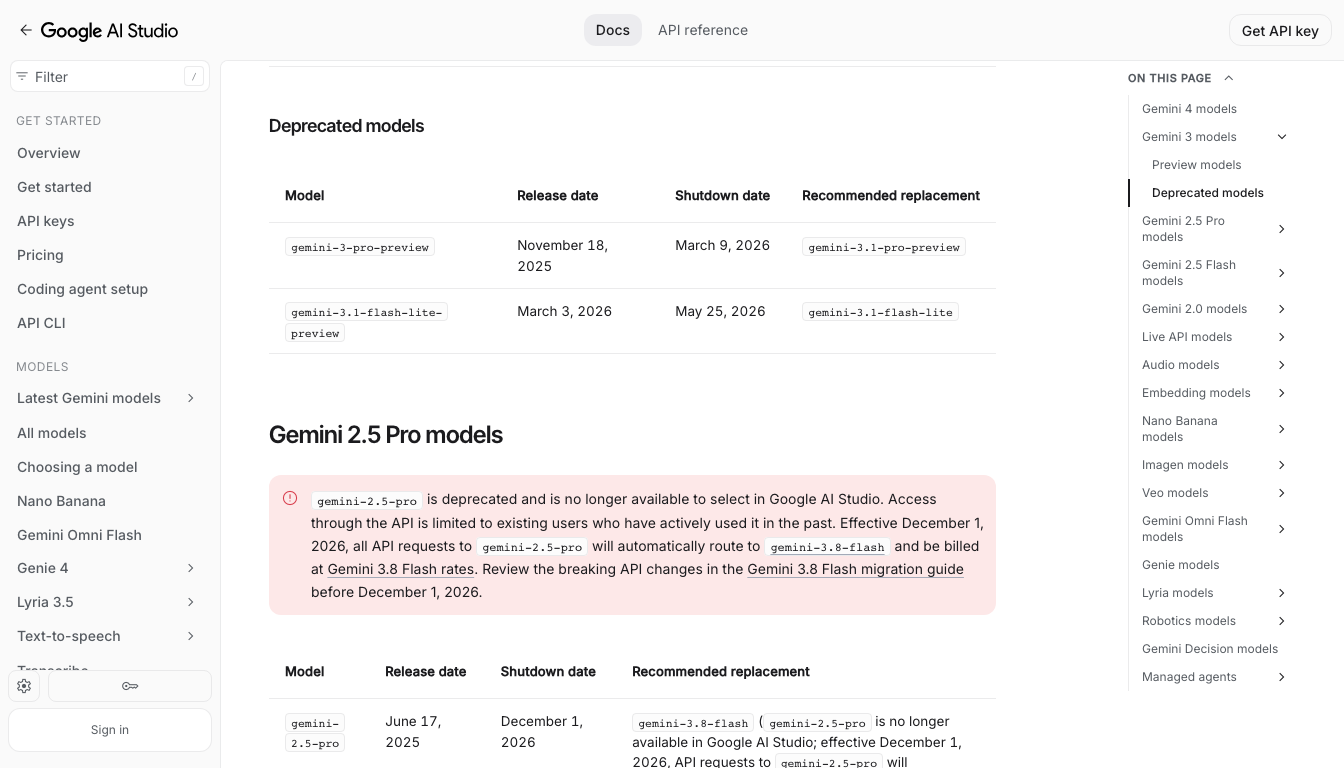 Google AI Studio
Docs
API reference
Get API key
Filter
/
GET STARTED
Overview
Get started
API keys
Pricing
Coding agent setup
API CLI
MODELS
Latest Gemini models
All models
Choosing a model
Nano Banana
Gemini Omni Flash
Genie 4
Lyria 3.5
Text-to-speech
Transcribe
Sign in
Deprecated models
Model Release date Shutdown date Recommended replacement
gemini-3-pro-preview November 18, March 9, 2026 gemini-3.1-pro-preview
2025
gemini-3.1-flash-lite- March 3, 2026 May 25, 2026 gemini-3.1-flash-lite
preview
Gemini 2.5 Pro models
gemini-2.5-pro is deprecated and is no longer available to select in Google AI Studio. Access
through the API is limited to existing users who have actively used it in the past. Effective December 1,
2026, all API requests to gemini-2.5-pro will automatically route to gemini-3.8-flash and be billed
at Gemini 3.8 Flash rates. Review the breaking API changes in the Gemini 3.8 Flash migration guide
before December 1, 2026.
Model Release date Shutdown date Recommended replacement
gemini- June 17, December 1, gemini-3.8-flash ( gemini-2.5-pro is no longer
2.5-pro 2025 2026 available in Google AI Studio; effective December 1,
2026, API requests to gemini-2.5-pro will
ON THIS PAGE
Gemini 4 models
Gemini 3 models
Preview models
Deprecated models
Gemini 2.5 Pro
models
Gemini 2.5 Flash
models
Gemini 2.0 models
Live API models
Audio models
Embedding models
Nano Banana
models
Imagen models
Veo models
Gemini Omni Flash
models
Genie models
Lyria models
Robotics models
Gemini Decision models
Managed agents